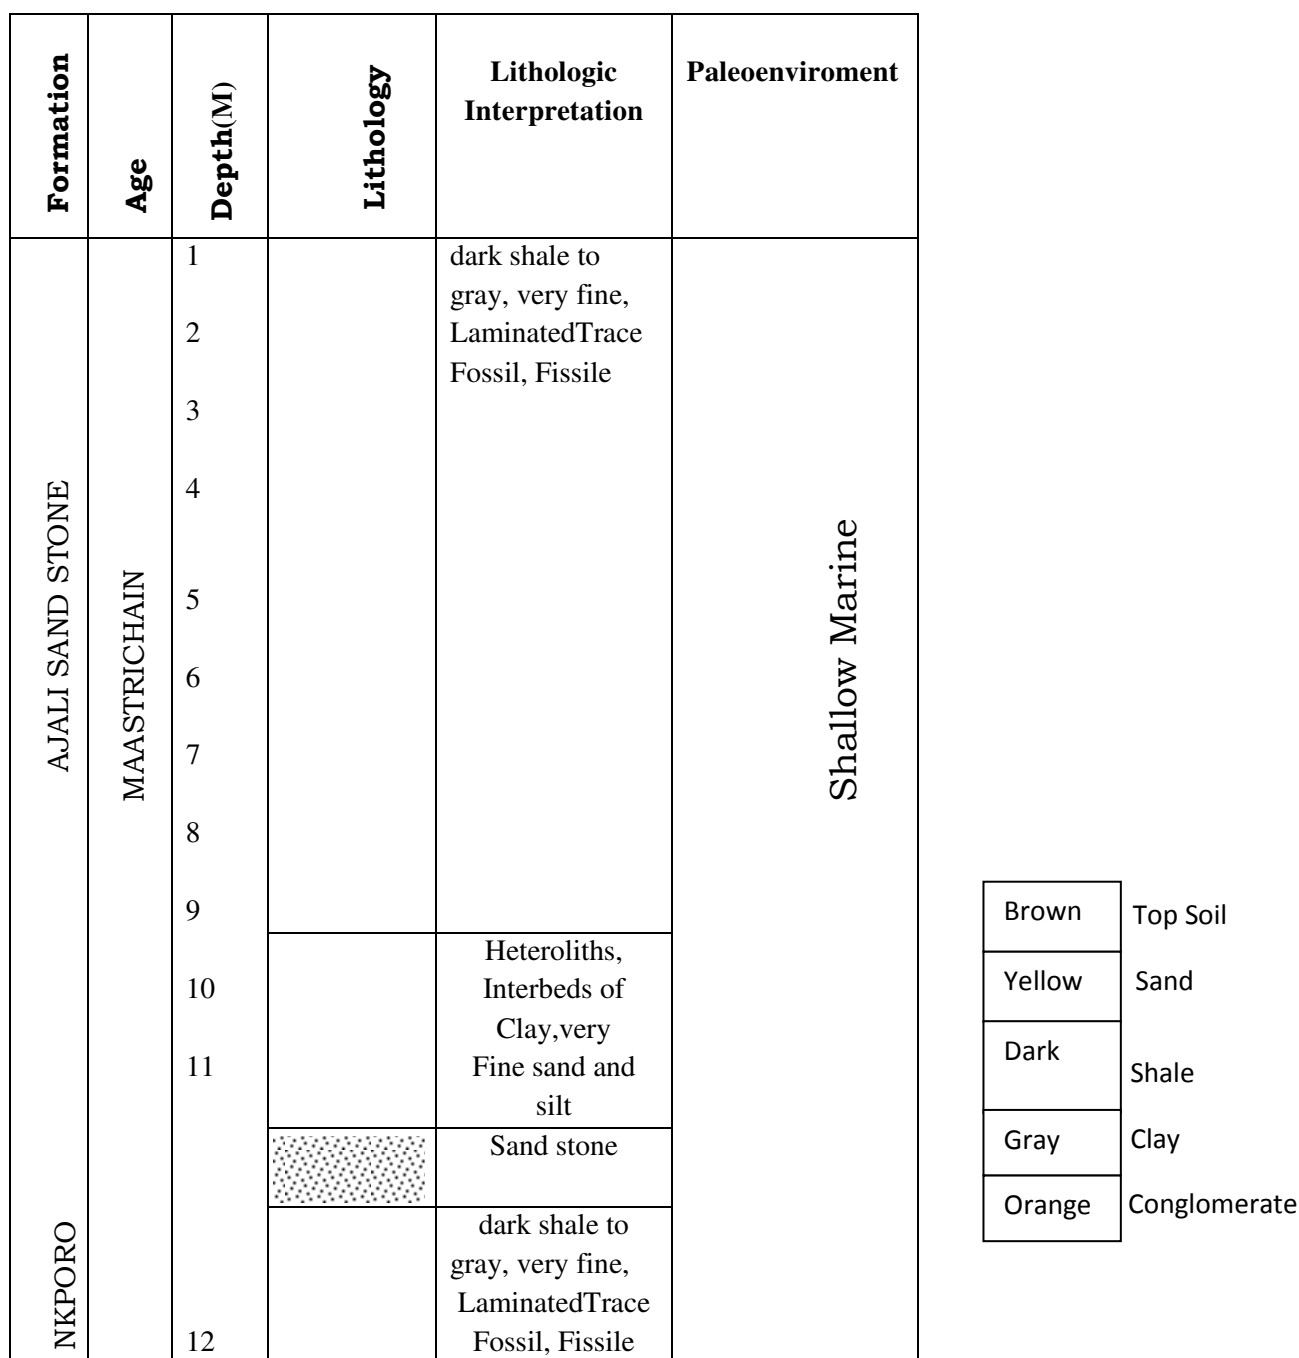 Formation
Age
Depth(M)
Lithology
Lithologic
Interpretation
Paleoenviroment
AJALI SAND STONE
NKPORO
MAASTRICHAIN
1
2
3
4
5
6
7
8
9
10
11
12
dark shale to
gray, very fine,
LaminatedTrace
Fossil, Fissile
Heteroliths,
Interbeds of
Clay,very
Fine sand and
silt
Sand stone
dark shale to
gray, very fine,
LaminatedTrace
Fossil, Fissile
Shallow Marine
Brown Top Soil
Yellow Sand
Dark Shale
Gray Clay
Orange Conglomerate